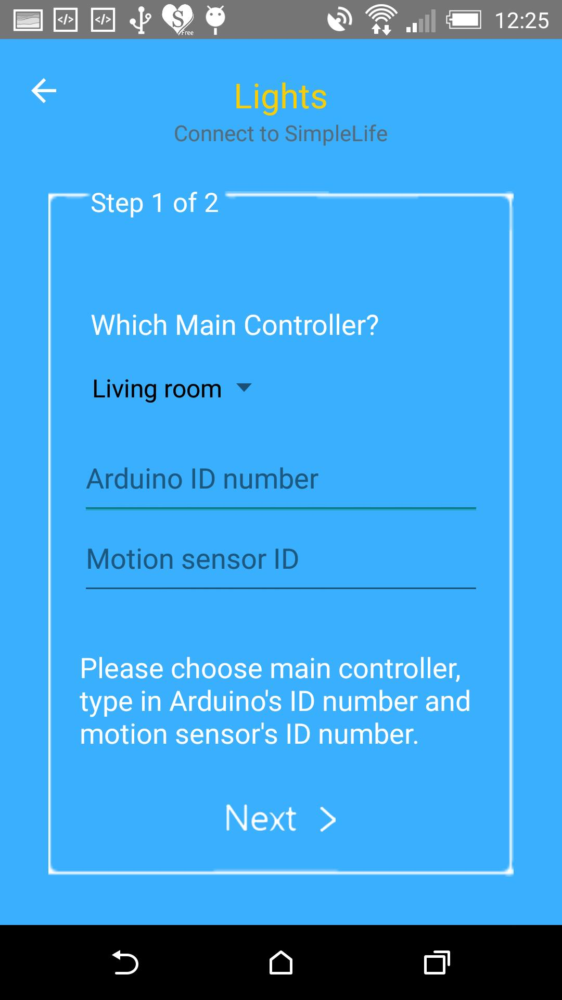 </> </> S Free 12:25
Lights
Connect to SimpleLife
Step 1 of 2
Which Main Controller?
Living room
Arduino ID number
Motion sensor ID
Please choose main controller,
type in Arduino's ID number and
motion sensor's ID number.
Next >